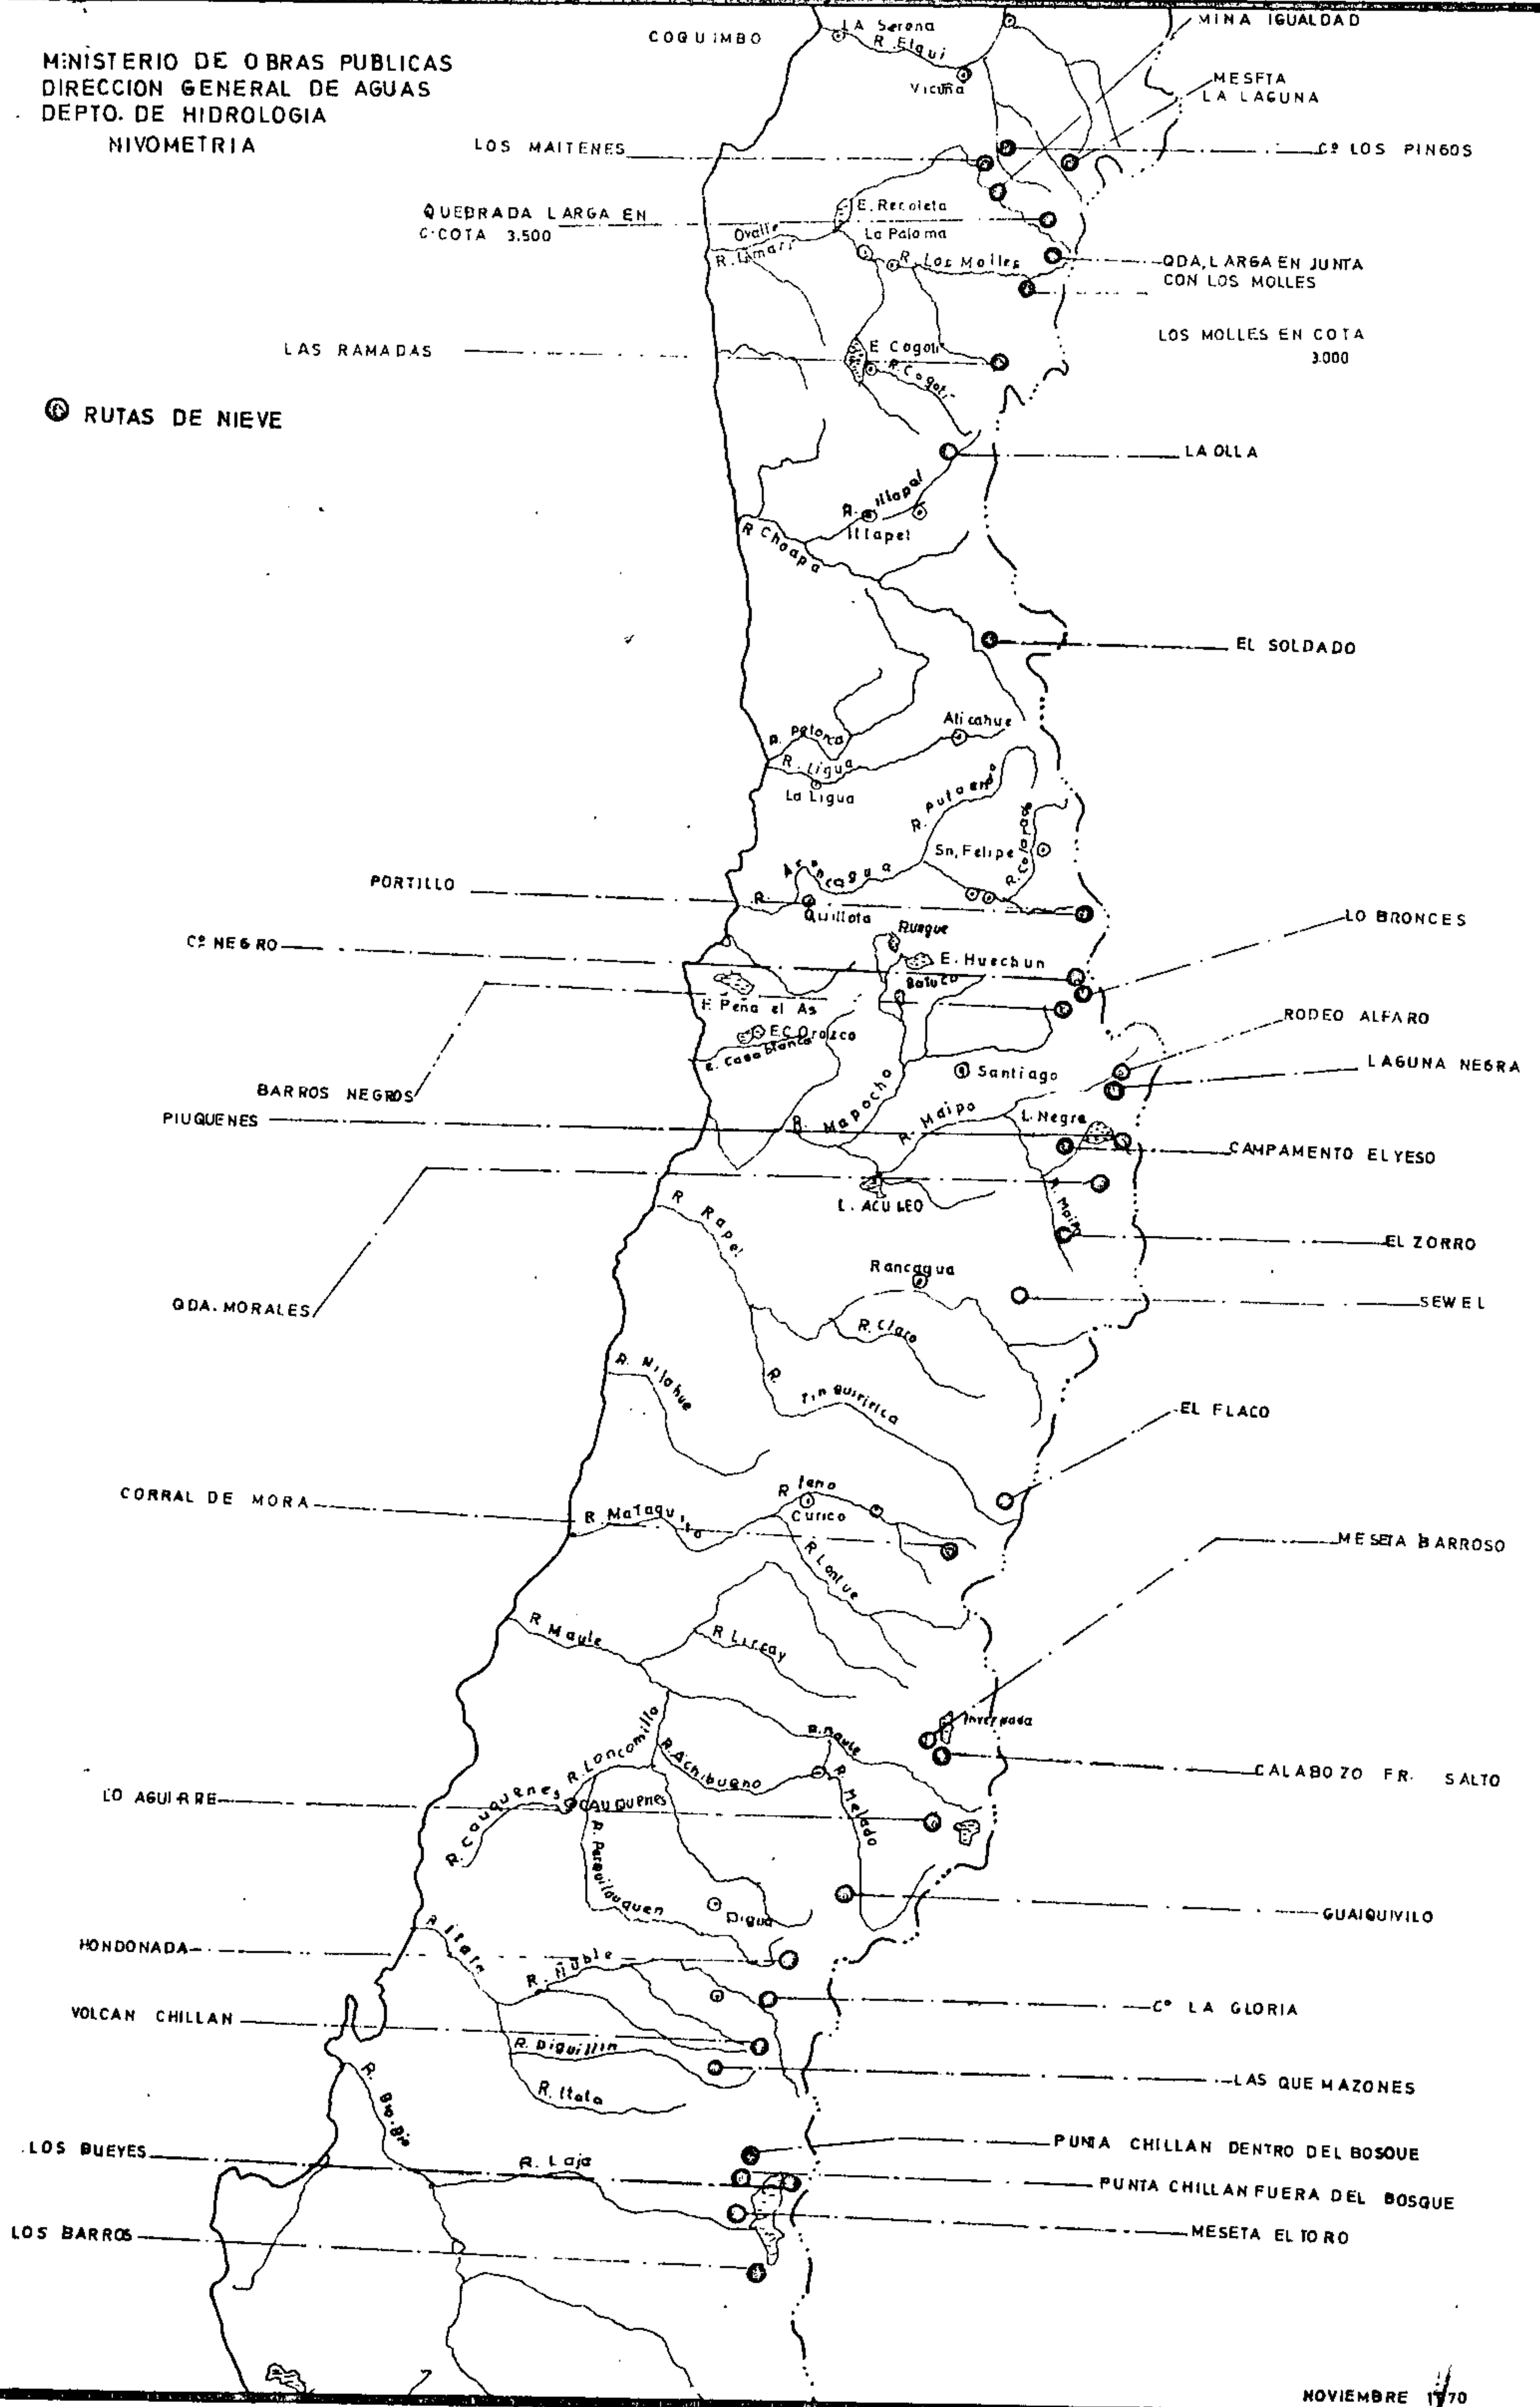 MINISTERIO DE OBRAS PUBLICAS
DIRECCION GENERAL DE AGUAS
DEPTO. DE HIDROLOGIA
NIVOMETRIA
COQUIMBO
LA Serena
R. Elqui
Vicuña
MINA IGUALDAD
MESETA
LA LAGUNA
LOS MAITENES
Cº LOS PINGOS
QUEBRADA LARGA EN
C.COTA 3.500
E. Recoleta
Ovalle
La Paloma
R. Limari
R. Los Molles
QDA, LARGA EN JUNTA
CON LOS MOLLES
LOS MOLLES EN COTA
3.000
LAS RAMADAS
E Cogoti
R. Cogoti
RUTAS DE NIEVE
LA OLLA
R. Illapel
Illapel
R Choapa
EL SOLDADO
R. Petorca
Alicahue
R. Ligua
La Ligua
R. Putaendo
Sn, Felipe
R. Colorado
R. Aconcagua
PORTILLO
Quillota
LO BRONCES
Rungue
Cº NEGRO
E. Huechun
Batuco
E. Peña el As
RODEO ALFARO
E.C. Orozco
E. Casablanca
Santiago
LAGUNA NEGRA
BARROS NEGROS
PIUQUENES
R. Mapocho
R. Maipo
L. Negra
CAMPAMENTO EL YESO
L. ACULEO
R. Maipo
R Rapel
EL ZORRO
Rancagua
QDA. MORALES
SEWEL
R. Claro
R. Nilahue
R. Tinguiririca
EL FLACO
CORRAL DE MORA
R Teno
R. Mataquito
Curico
R Lontue
MESETA BARROSO
R Maule
R Lircay
Invernada
R. Maule
R. Loncomilla
R. Achibueno
CALABOZO FR. SALTO
LO AGUIRRE
R. Cauquenes
CAUQUENES
R. Melado
R. Perquilauquen
GUAIQUIVILO
Digua
R Itata
HONDONADA
R. Ñuble
Cº LA GLORIA
VOLCAN CHILLAN
R. Diguillin
LAS QUEMAZONES
R. Itata
R. Bio-Bio
PUNTA CHILLAN DENTRO DEL BOSQUE
LOS BUEYES
R. Laja
PUNTA CHILLAN FUERA DEL BOSQUE
MESETA EL TORO
LOS BARROS
NOVIEMBRE 1970